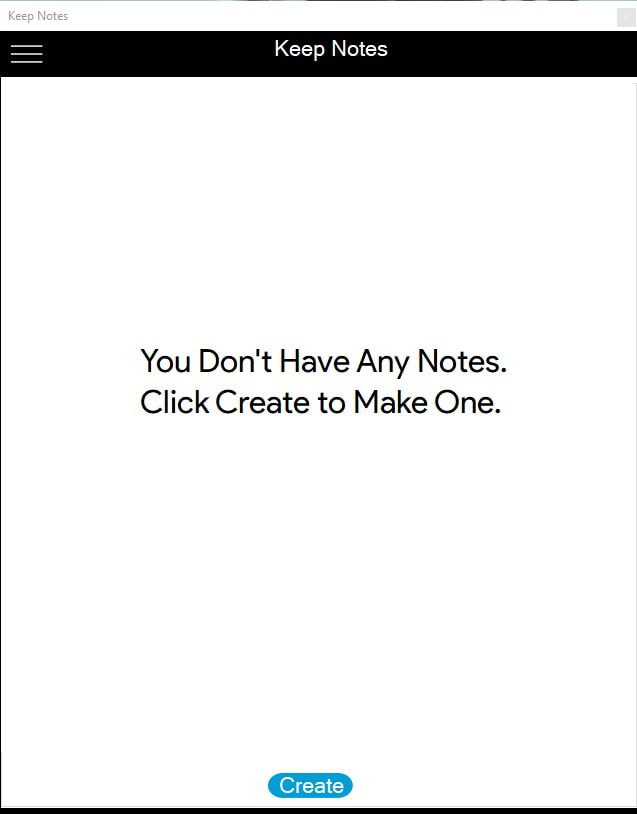 Keep Notes
Keep Notes
You Don't Have Any Notes.
Click Create to Make One.
Create